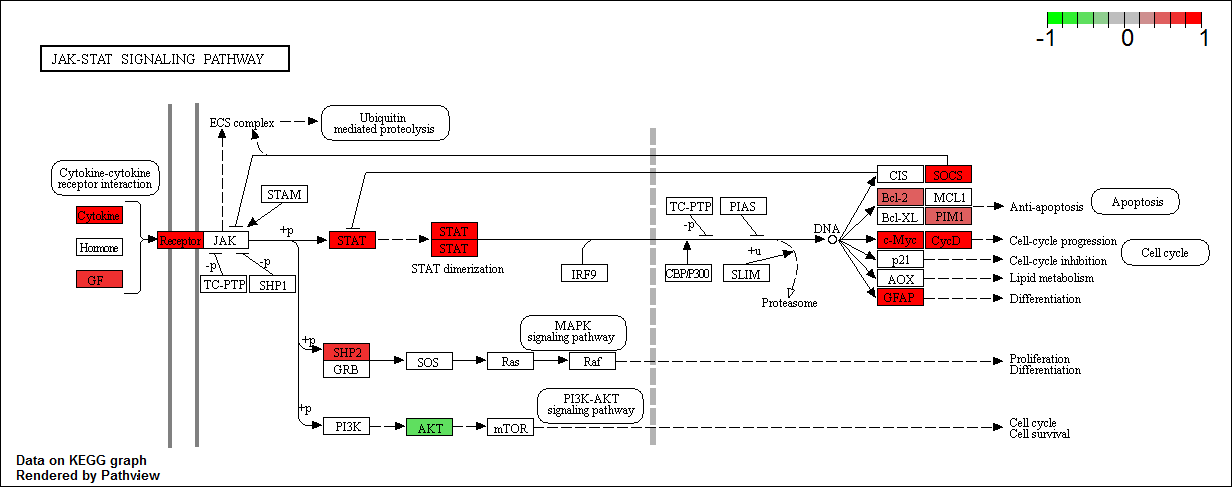 -1 0 1
JAK-STAT SIGNALING PATHWAY
ECS complex
Ubiquitin
mediated proteolysis
Cytokine-cytokine
receptor interaction
STAM
Cytokine
Hormone
GF
Receptor
JAK
+p
-p
-p
TC-PTP
SHP1
STAT
STAT
STAT
STAT dimerization
IRF9
TC-PTP
-p
PIAS
CBP/P300
+u
SLIM
Proteasome
DNA
CIS
SOCS
Bcl-2
MCL1
Bcl-XL
PIM1
c-Myc
CycD
p21
AOX
GFAP
Anti-apoptosis
Apoptosis
Cell-cycle progression
Cell-cycle inhibition
Cell cycle
Lipid metabolism
Differentiation
MAPK
signaling pathway
+p
SHP2
GRB
SOS
Ras
Raf
Proliferation
Differentiation
PI3K-AKT
signaling pathway
+p
PI3K
AKT
mTOR
Cell cycle
Cell survival
Data on KEGG graph
Rendered by Pathview